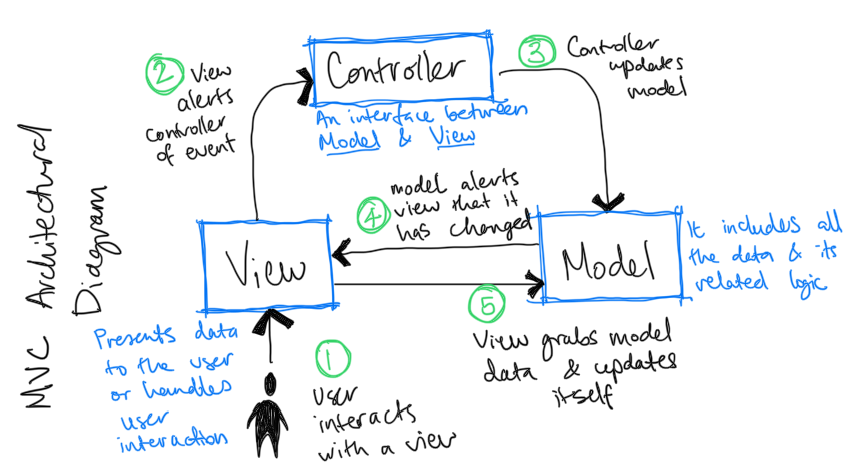 MVC Architectural
Diagram
2
View
alerts
controller
of event
Controller
An interface between
Model & View
3
Controller
updates
model
4
model alerts
view that it
has changed
View
Presents data
to the user
or handles
user
interaction
Model
It includes all
the data & its
related logic
1
User
interacts
with a view
5
View grabs model
data & updates
itself